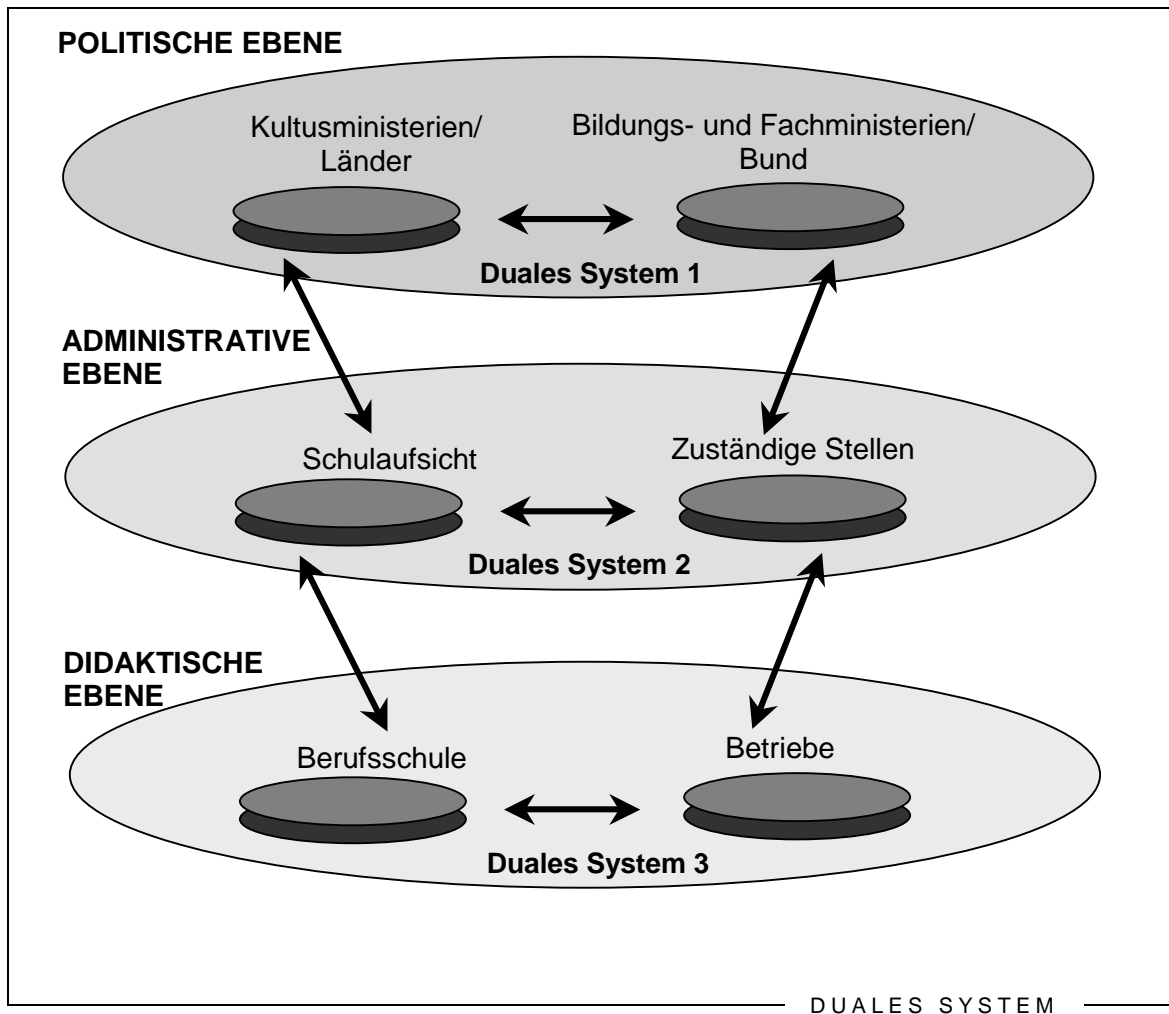 POLITISCHE EBENE
Kultusministerien/
Länder
Bildungs- und Fachministerien/
Bund
Duales System 1
ADMINISTRATIVE
EBENE
Schulaufsicht
Zuständige Stellen
Duales System 2
DIDAKTISCHE
EBENE
Berufsschule
Betriebe
Duales System 3
DUALES SYSTEM